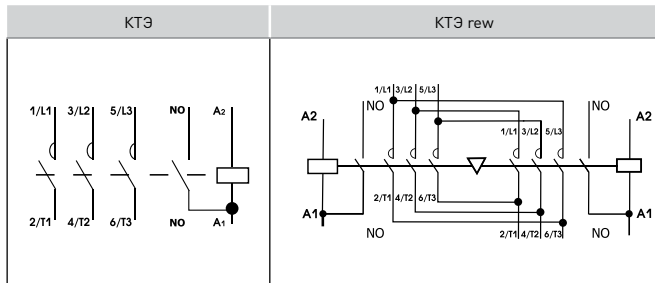 КТЭ
КТЭ rew
1/L1 3/L2 5/L3 NO A2
2/T1 4/T2 6/T3 NO A1
1/L1 3/L2 5/L3
A2 NO 1/L1 3/L2 5/L3 NO A2
2/T1 4/T2 6/T3
A1 NO 2/T1 4/T2 6/T3 NO A1